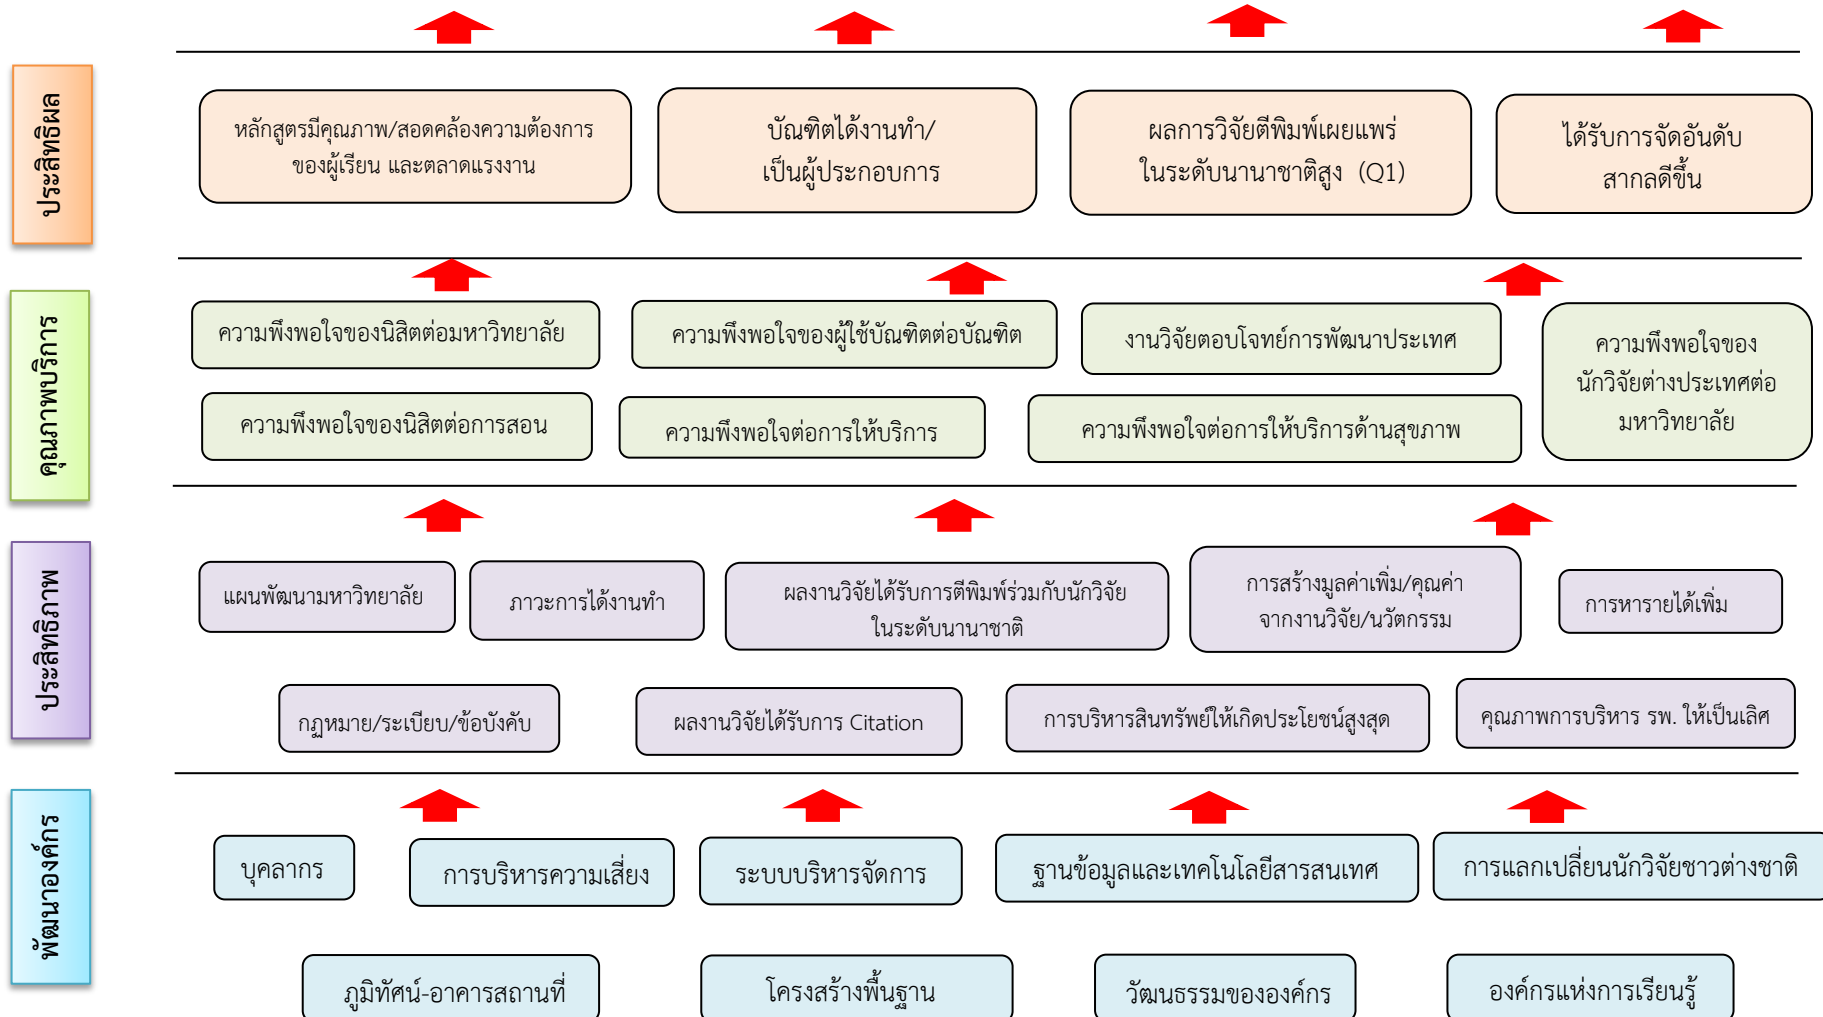 ประสิทธิผล
หลักสูตรมีคุณภาพ/สอดคล้องความต้องการ
ของผู้เรียน และตลาดแรงงาน
บัณฑิตได้งานทำ/
เป็นผู้ประกอบการ
ผลการวิจัยตีพิมพ์เผยแพร่
ในระดับนานาชาติสูง (Q1)
ได้รับการจัดอันดับ
สากลดีขึ้น
คุณภาพบริการ
ความพึงพอใจของนิสิตต่อมหาวิทยาลัย
ความพึงพอใจของผู้ใช้บัณฑิตต่อบัณฑิต
งานวิจัยตอบโจทย์การพัฒนาประเทศ
ความพึงพอใจของ
นักวิจัยต่างประเทศต่อ
มหาวิทยาลัย
ความพึงพอใจของนิสิตต่อการสอน
ความพึงพอใจต่อการให้บริการ
ความพึงพอใจต่อการให้บริการด้านสุขภาพ
ประสิทธิภาพ
แผนพัฒนามหาวิทยาลัย
ภาวะการได้งานทำ
ผลงานวิจัยได้รับการตีพิมพ์ร่วมกับนักวิจัย
ในระดับนานาชาติ
การสร้างมูลค่าเพิ่ม/คุณค่า
จากงานวิจัย/นวัตกรรม
การหารายได้เพิ่ม
กฎหมาย/ระเบียบ/ข้อบังคับ
ผลงานวิจัยได้รับการ Citation
การบริหารสินทรัพย์ให้เกิดประโยชน์สูงสุด
คุณภาพการบริหาร รพ. ให้เป็นเลิศ
พัฒนาองค์กร
บุคลากร
การบริหารความเสี่ยง
ระบบบริหารจัดการ
ฐานข้อมูลและเทคโนโลยีสารสนเทศ
การแลกเปลี่ยนนักวิจัยชาวต่างชาติ
ภูมิทัศน์-อาคารสถานที่
โครงสร้างพื้นฐาน
วัฒนธรรมขององค์กร
องค์กรแห่งการเรียนรู้